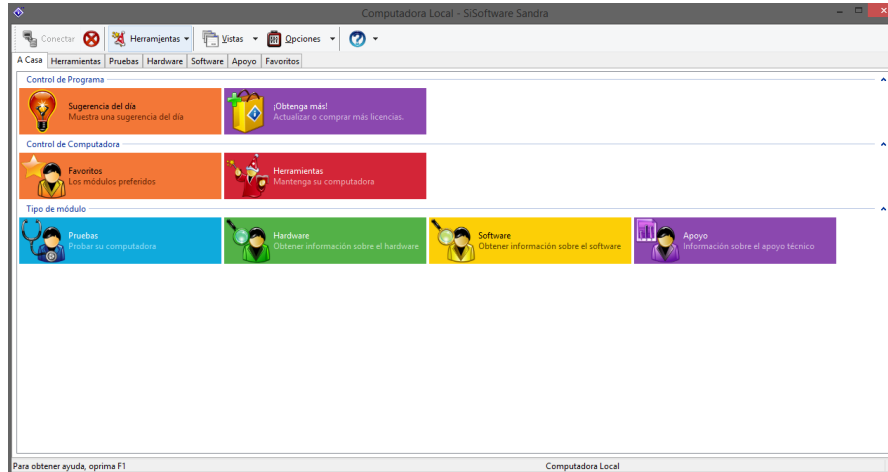 Computadora Local - SiSoftware Sandra
Conectar Herramientas Vistas Opciones
A Casa Herramientas Pruebas Hardware Software Apoyo Favoritos
Control de Programa
Sugerencia del día
Muestra una sugerencia del día
¡Obtenga más!
Actualizar o comprar más licencias.
Control de Computadora
Favoritos
Los módulos preferidos
Herramientas
Mantenga su computadora
Tipo de módulo
Pruebas
Probar su computadora
Hardware
Obtener información sobre el hardware
Software
Obtener información sobre el software
Apoyo
Información sobre el apoyo técnico
Para obtener ayuda, oprima F1
Computadora Local